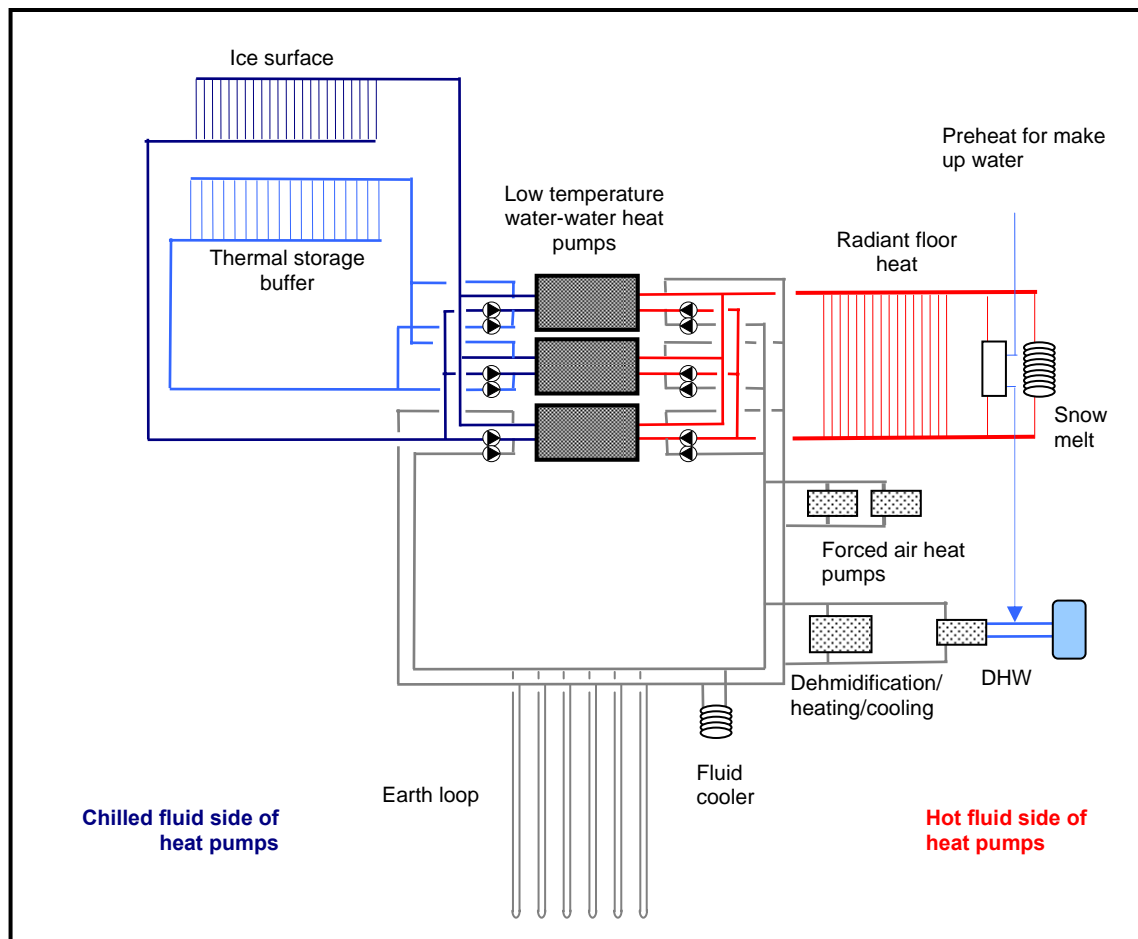 Ice surface
Preheat for make
up water
Low temperature
water-water heat
pumps
Radiant floor
heat
Thermal storage
buffer
Snow
melt
Forced air heat
pumps
Dehmidification/
heating/cooling
DHW
Fluid
cooler
Earth loop
Chilled fluid side of
heat pumps
Hot fluid side of
heat pumps